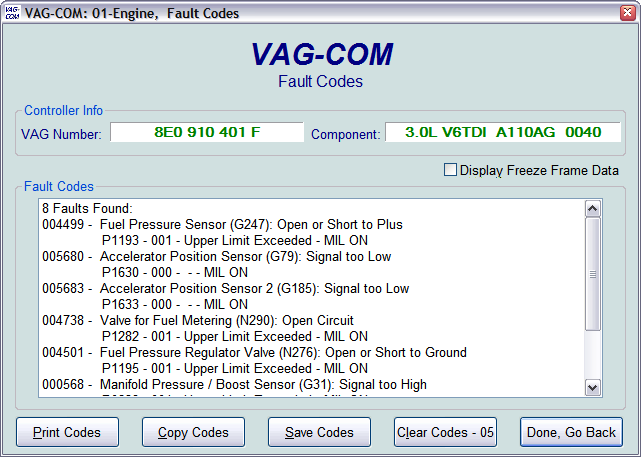 VAG-COM
VAG-COM: 01-Engine, Fault Codes
VAG-COM
Fault Codes
Controller Info
VAG Number: 8E0 910 401 F Component: 3.0L V6TDI A110AG 0040
Display Freeze Frame Data
Fault Codes
8 Faults Found:
004499 - Fuel Pressure Sensor (G247): Open or Short to Plus
P1193 - 001 - Upper Limit Exceeded - MIL ON
005680 - Accelerator Position Sensor (G79): Signal too Low
P1630 - 000 - - - MIL ON
005683 - Accelerator Position Sensor 2 (G185): Signal too Low
P1633 - 000 - - - MIL ON
004738 - Valve for Fuel Metering (N290): Open Circuit
P1282 - 001 - Upper Limit Exceeded - MIL ON
004501 - Fuel Pressure Regulator Valve (N276): Open or Short to Ground
P1195 - 001 - Upper Limit Exceeded - MIL ON
000568 - Manifold Pressure / Boost Sensor (G31): Signal too High
Print Codes Copy Codes Save Codes Clear Codes - 05 Done, Go Back